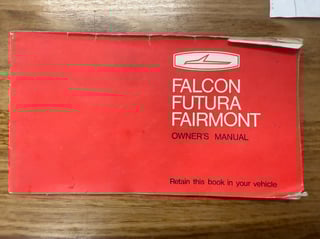 FALCON
FUTURA
FAIRMONT
OWNER'S MANUAL
Retain this book in your vehicle